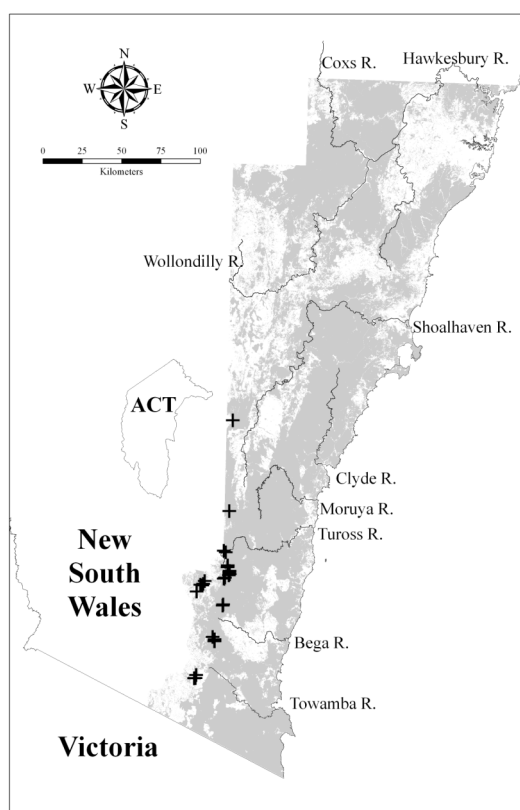 N
W E
S
0 25 50 75 100
Kilometers
Coxs R.
Hawkesbury R.
Wollondilly R.
Shoalhaven R.
ACT
Clyde R.
Moruya R.
Tuross R.
New
South
Wales
Bega R.
Towamba R.
Victoria